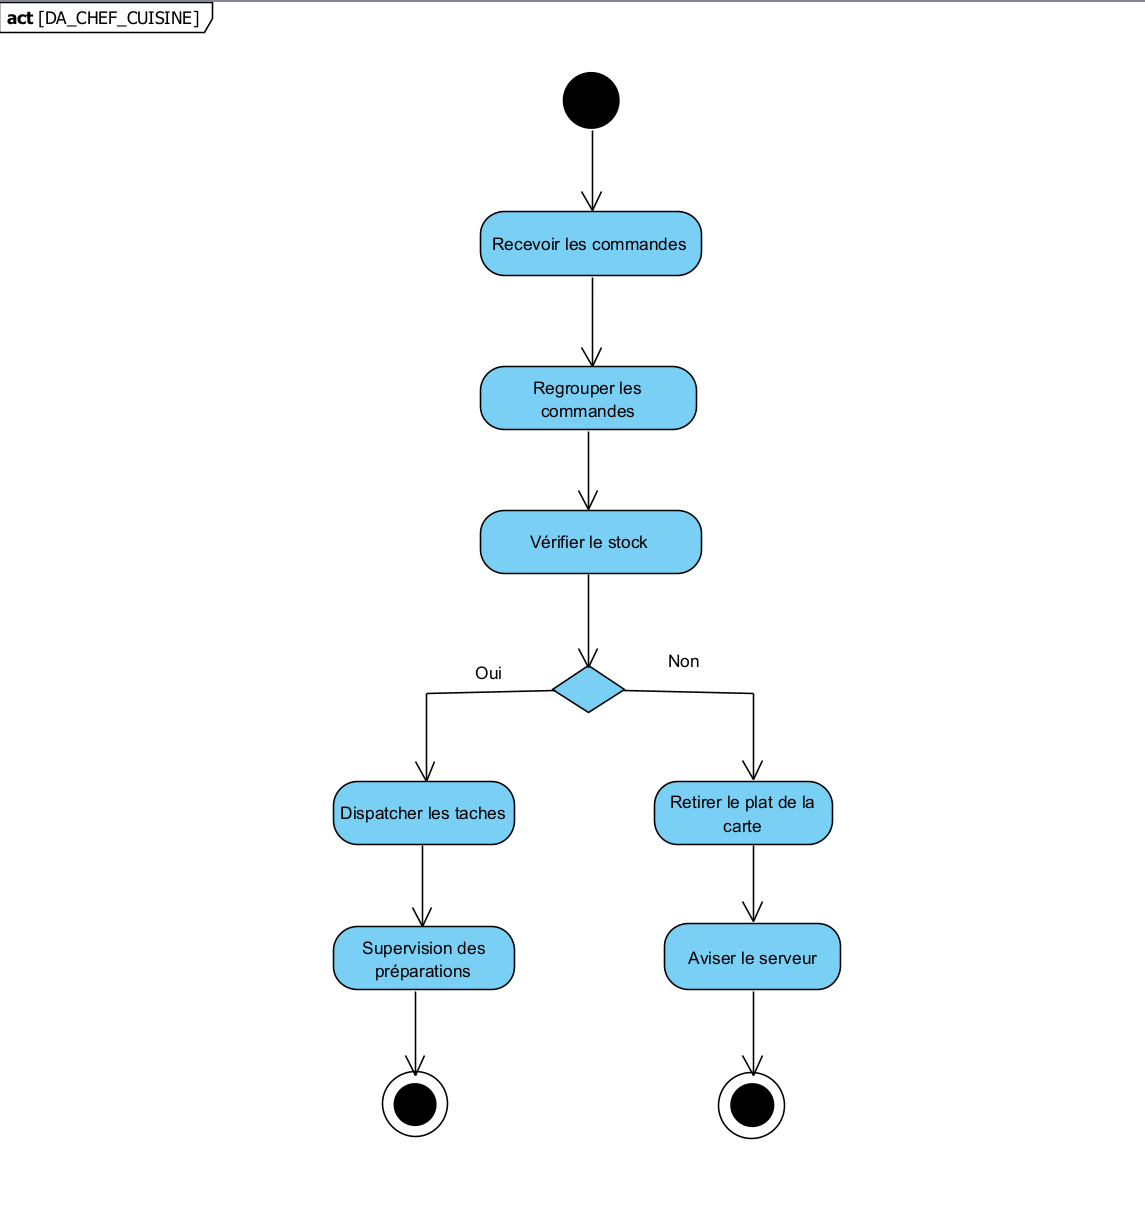 act [DA_CHEF_CUISINE]
Recevoir les commandes
Regrouper les
commandes
Vérifier le stock
Oui
Non
Dispatcher les taches
Retirer le plat de la
carte
Supervision des
préparations
Aviser le serveur